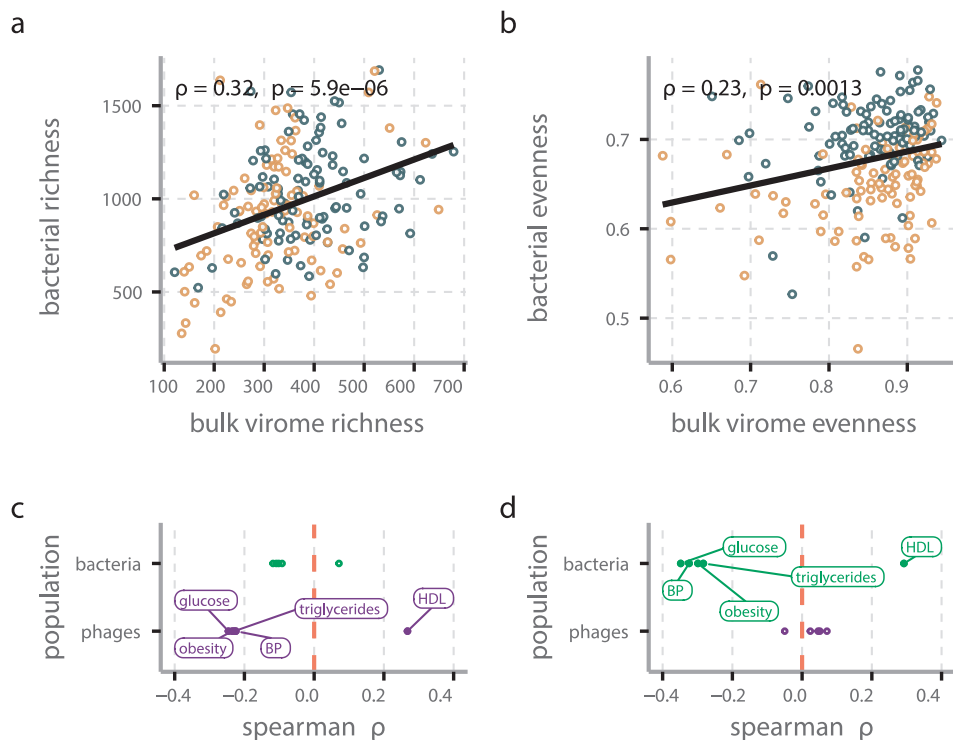 a
ρ = 0.32,  p = 5.9e−06
bacterial richness
1500
1000
500
100 200 300 400 500 600 700
bulk virome richness
b
ρ = 0.23,  p = 0.0013
bacterial evenness
0.7
0.6
0.5
0.6 0.7 0.8 0.9
bulk virome evenness
c
population
bacteria
phages
glucose
triglycerides
HDL
obesity
BP
−0.4 −0.2 0.0 0.2 0.4
spearman ρ
d
population
bacteria
phages
glucose
HDL
triglycerides
BP
obesity
−0.4 −0.2 0.0 0.2 0.4
spearman ρ